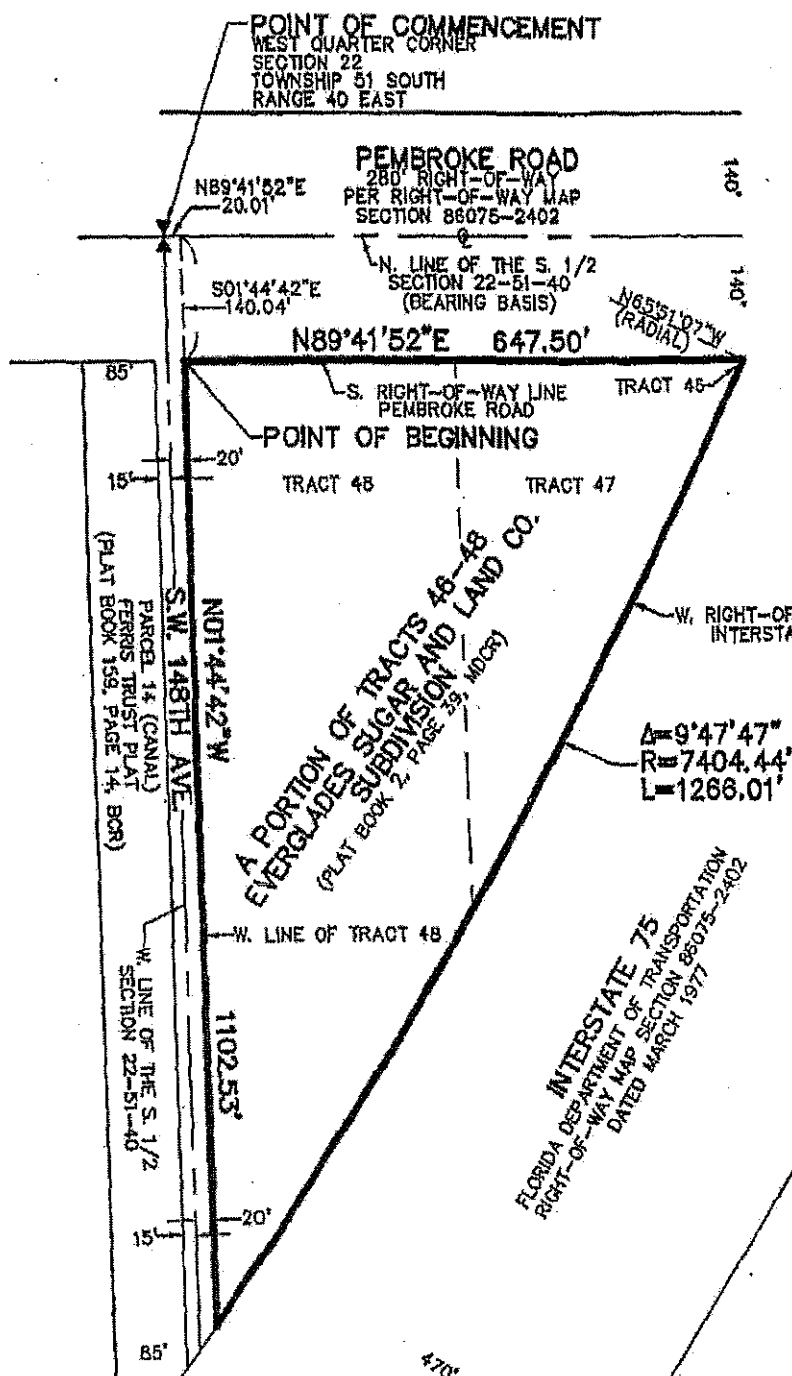 POINT OF COMMENCEMENT
WEST QUARTER CORNER
SECTION 22
TOWNSHIP 51 SOUTH
RANGE 40 EAST
PEMBROKE ROAD
280' RIGHT-OF-WAY
PER RIGHT-OF-WAY MAP
SECTION 86075-2402
140'
N89°41'52"E
20.01'
N. LINE OF THE S. 1/2
SECTION 22-51-40
(BEARING BASIS)
140'
S01°44'42"E
140.04'
N65°51'07"W
(RADIAL)
N89°41'52"E 647.50'
85'
S. RIGHT-OF-WAY LINE
PEMBROKE ROAD
TRACT 46
POINT OF BEGINNING
20'
15'
TRACT 48
TRACT 47
A PORTION OF TRACTS 46-48
EVERGLADES SUGAR AND LAND CO.
SUBDIVISION
(PLAT BOOK 2, PAGE 39, MDCR)
W. RIGHT-OF
INTERSTA
N01°44'42"W
S.W. 148TH AVE.
PARCEL 14 (CANAL)
FERRIS TRUST PLAT
(PLAT BOOK 159, PAGE 14, BCR)
Δ=9°47'47"
R=7404.44'
L=1266.01'
W. LINE OF TRACT 48
1102.53'
W. LINE OF THE S. 1/2
SECTION 22-51-40
INTERSTATE 75
FLORIDA DEPARTMENT OF TRANSPORTATION
RIGHT-OF-WAY MAP SECTION 86075-2402
DATED MARCH 1977
20'
15'
85'
470'